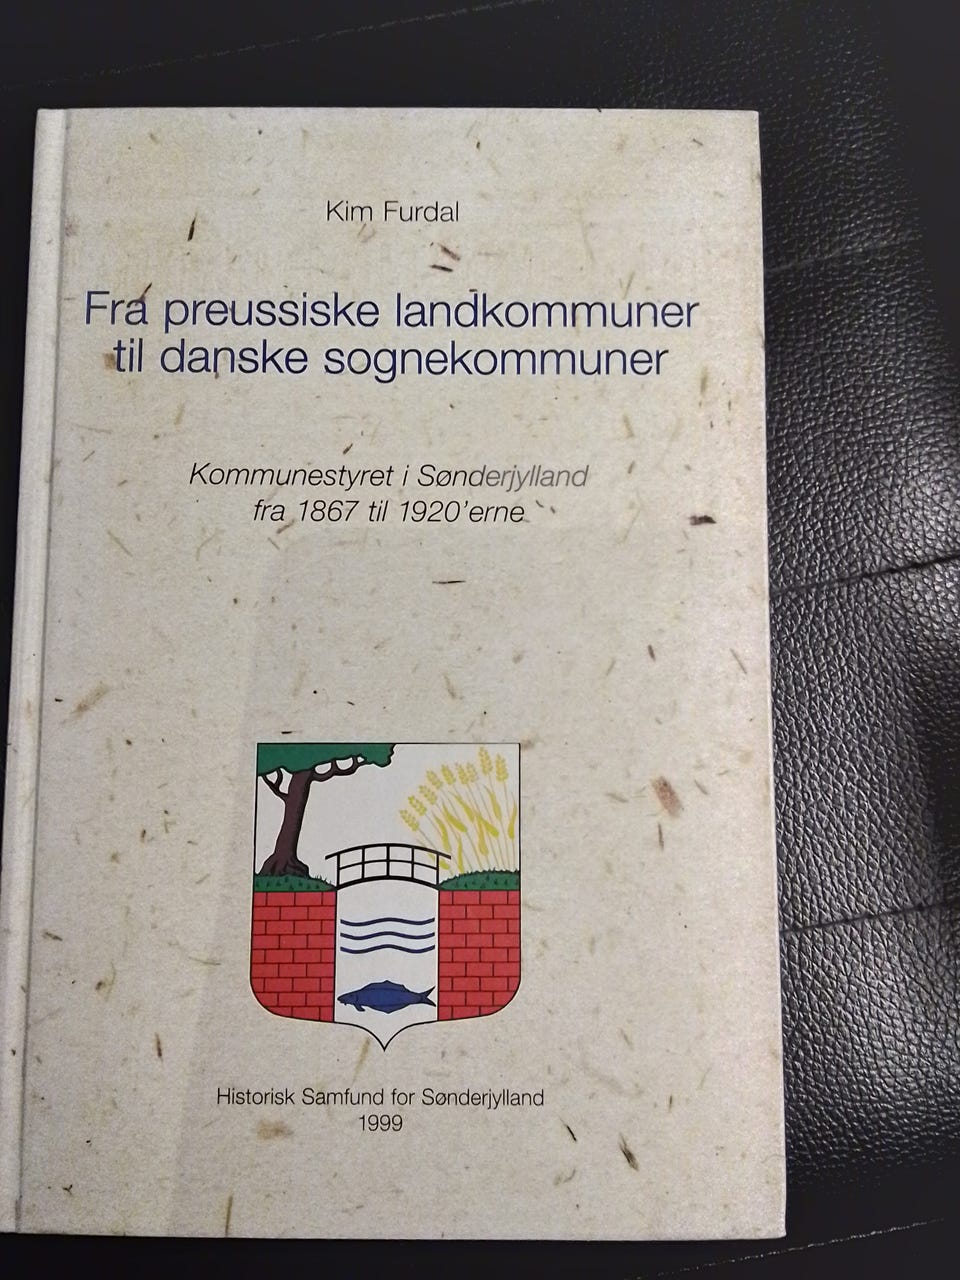 Kim Furdal
Fra preussiske landkommuner
til danske sognekommuner
Kommunestyret i Sønderjylland
fra 1867 til 1920'erne
Historisk Samfund for Sønderjylland
1999